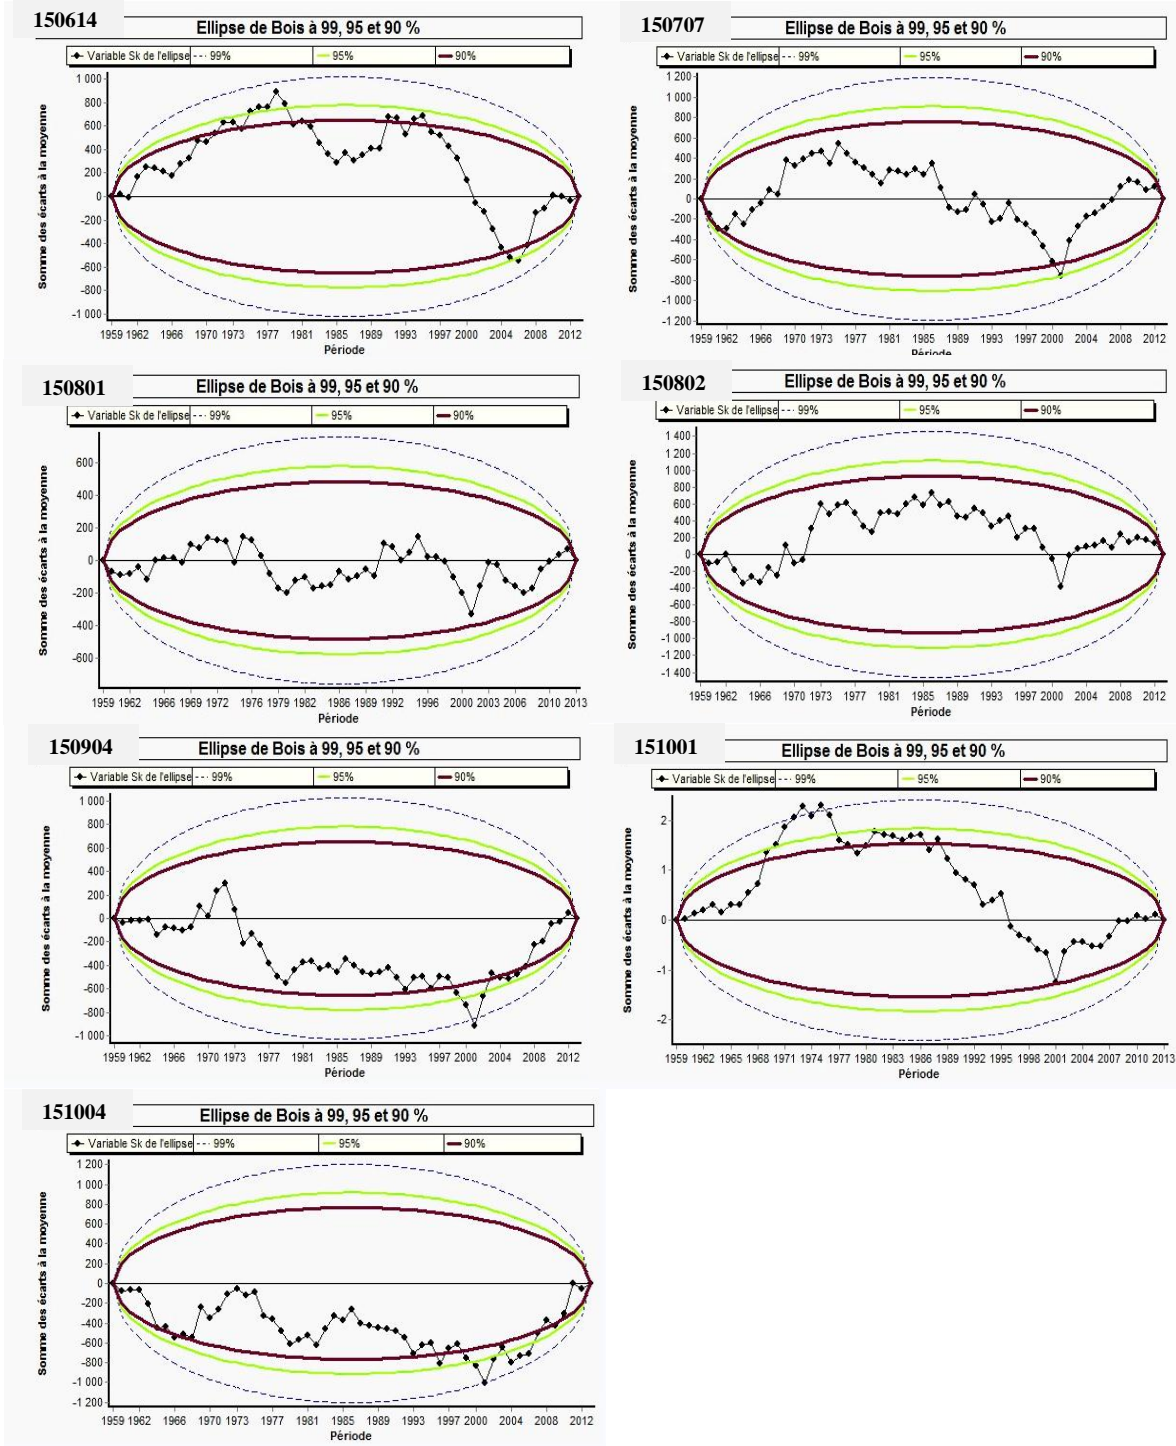 150614
Ellipse de Bois à 99, 95 et 90 %
Variable Sk de l'ellipse 99% 95% 90%
Somme des écarts à la moyenne
1 000
800
600
400
200
0
-200
-400
-600
-800
-1 000
1959 1962 1966 1970 1973 1977 1981 1985 1989 1993 1996 2000 2004 2008 2012
Période
150707
Ellipse de Bois à 99, 95 et 90 %
Variable Sk de l'ellipse 99% 95% 90%
Somme des écarts à la moyenne
1 200
1 000
800
600
400
200
0
-200
-400
-600
-800
-1 000
-1 200
1959 1962 1966 1970 1973 1977 1981 1985 1989 1993 1997 2000 2004 2008 2012
Période
150801
Ellipse de Bois à 99, 95 et 90 %
Variable Sk de l'ellipse 99% 95% 90%
Somme des écarts à la moyenne
600
400
200
0
-200
-400
-600
1959 1962 1966 1969 1972 1976 1979 1982 1986 1989 1992 1996 2000 2003 2006 2010 2013
Période
150802
Ellipse de Bois à 99, 95 et 90 %
Variable Sk de l'ellipse 99% 95% 90%
Somme des écarts à la moyenne
1 400
1 200
1 000
800
600
400
200
0
-200
-400
-600
-800
-1 000
-1 200
-1 400
1959 1962 1966 1970 1973 1977 1981 1985 1989 1993 1997 2000 2004 2008 2012
Période
150904
Ellipse de Bois à 99, 95 et 90 %
Variable Sk de l'ellipse 99% 95% 90%
Somme des écarts à la moyenne
1 000
800
600
400
200
0
-200
-400
-600
-800
-1 000
1959 1962 1966 1970 1973 1977 1981 1985 1989 1993 1996 2000 2004 2008 2012
Période
151001
Ellipse de Bois à 99, 95 et 90 %
Variable Sk de l'ellipse 99% 95% 90%
Somme des écarts à la moyenne
2
1
0
-1
-2
1959 1962 1965 1968 1971 1974 1977 1980 1983 1986 1989 1992 1995 1998 2001 2004 2007 2010 2013
Période
151004
Ellipse de Bois à 99, 95 et 90 %
Variable Sk de l'ellipse 99% 95% 90%
Somme des écarts à la moyenne
1 200
1 000
800
600
400
200
0
-200
-400
-600
-800
-1 000
-1 200
1959 1962 1966 1970 1973 1977 1981 1985 1989 1993 1997 2000 2004 2008 2012
Période